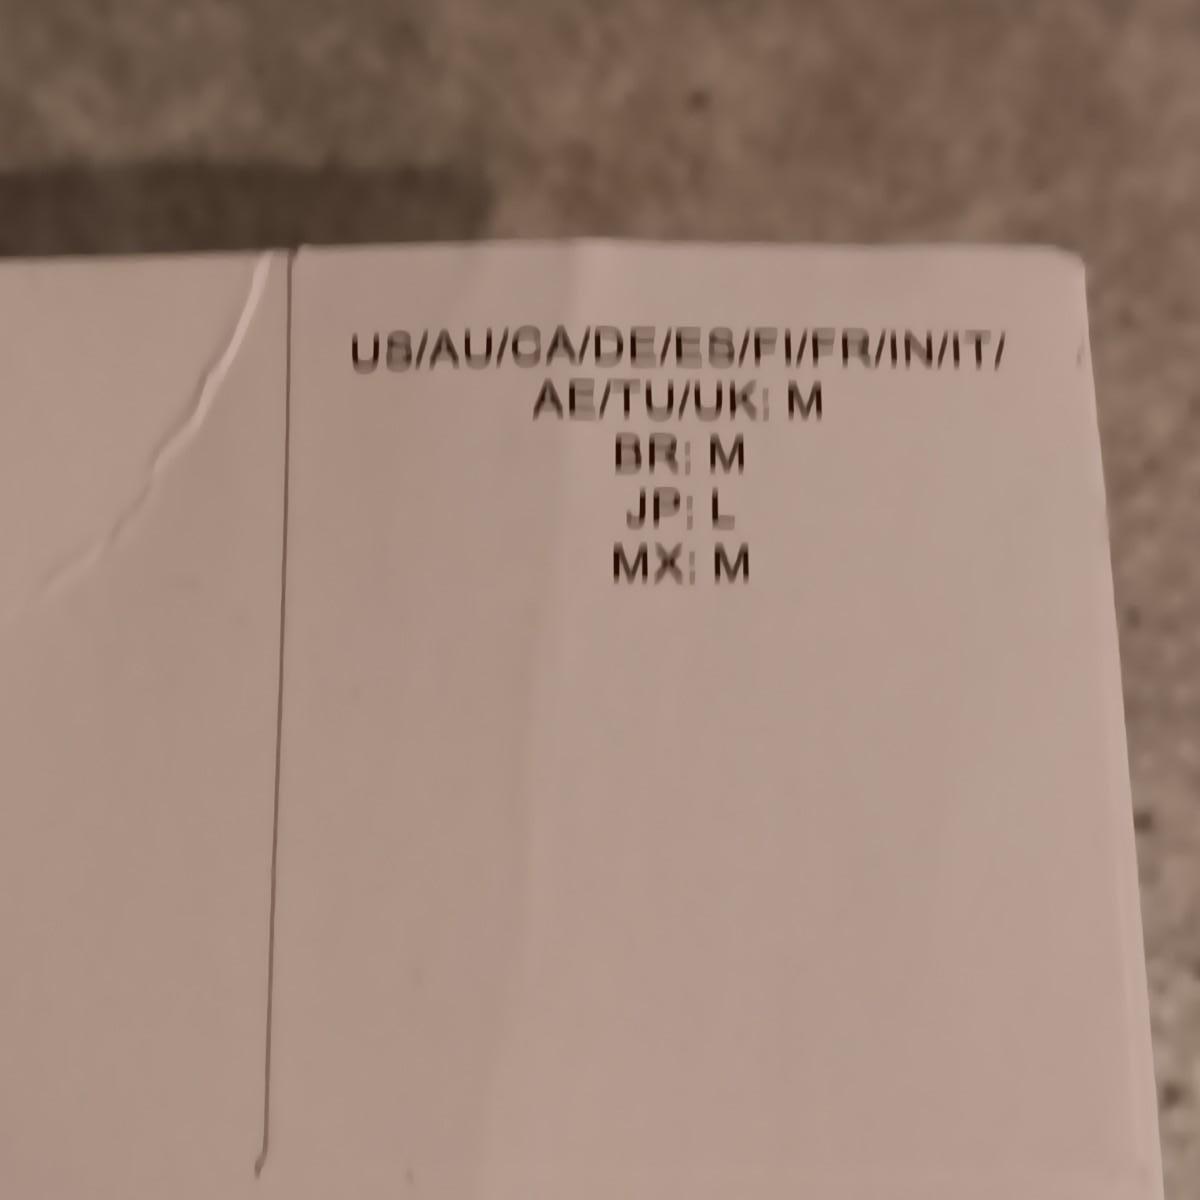 US/AU/CA/DE/ES/FI/FR/IN/IT/
AE/TU/UK: M
BR: M
JP: L
MX: M